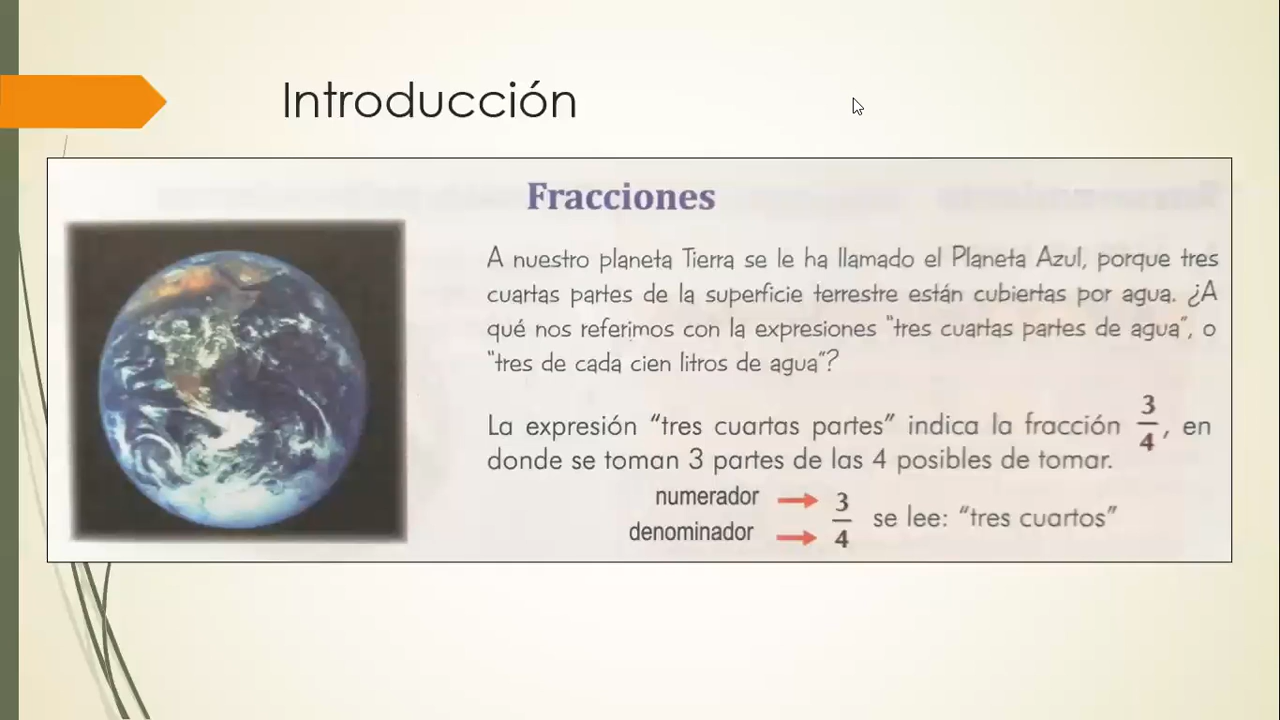 Introducción
Fracciones
A nuestro planeta Tierra se le ha llamado el Planeta Azul, porque tres
cuartas partes de la superficie terrestre están cubiertas por agua. ¿A
qué nos referimos con la expresiones "tres cuartas partes de agua", o
"tres de cada cien litros de agua"?
La expresión "tres cuartas partes" indica la fracción 3/4, en
donde se toman 3 partes de las 4 posibles de tomar.
numerador → 3
denominador → 4 se lee: "tres cuartos"